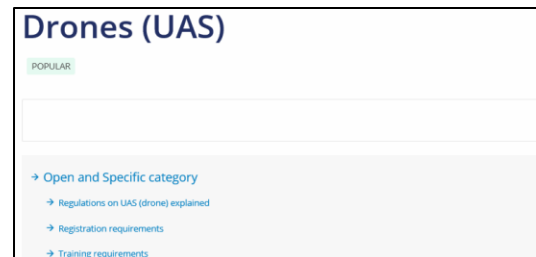 Drones (UAS)
POPULAR
→ Open and Specific category
→ Regulations on UAS (drone) explained
→ Registration requirements
→ Training requirements